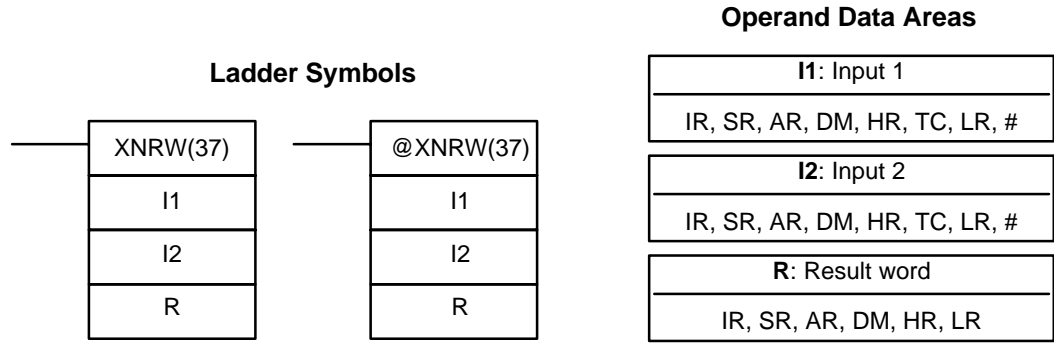 Ladder Symbols
XNRW(37)
I1
I2
R
@XNRW(37)
I1
I2
R
Operand Data Areas
I1: Input 1
IR, SR, AR, DM, HR, TC, LR, #
I2: Input 2
IR, SR, AR, DM, HR, TC, LR, #
R: Result word
IR, SR, AR, DM, HR, LR